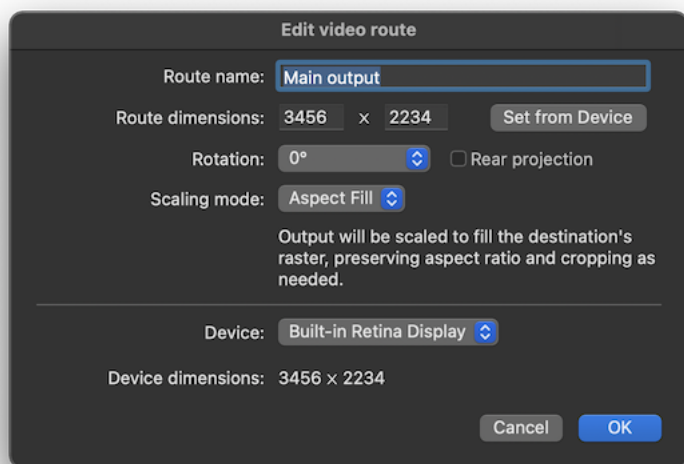 Edit video route
Route name: Main output
Route dimensions: 3456 x 2234 Set from Device
Rotation: 0° Rear projection
Scaling mode: Aspect Fill
Output will be scaled to fill the destination's
raster, preserving aspect ratio and cropping as
needed.
Device: Built-in Retina Display
Device dimensions: 3456 x 2234
Cancel OK